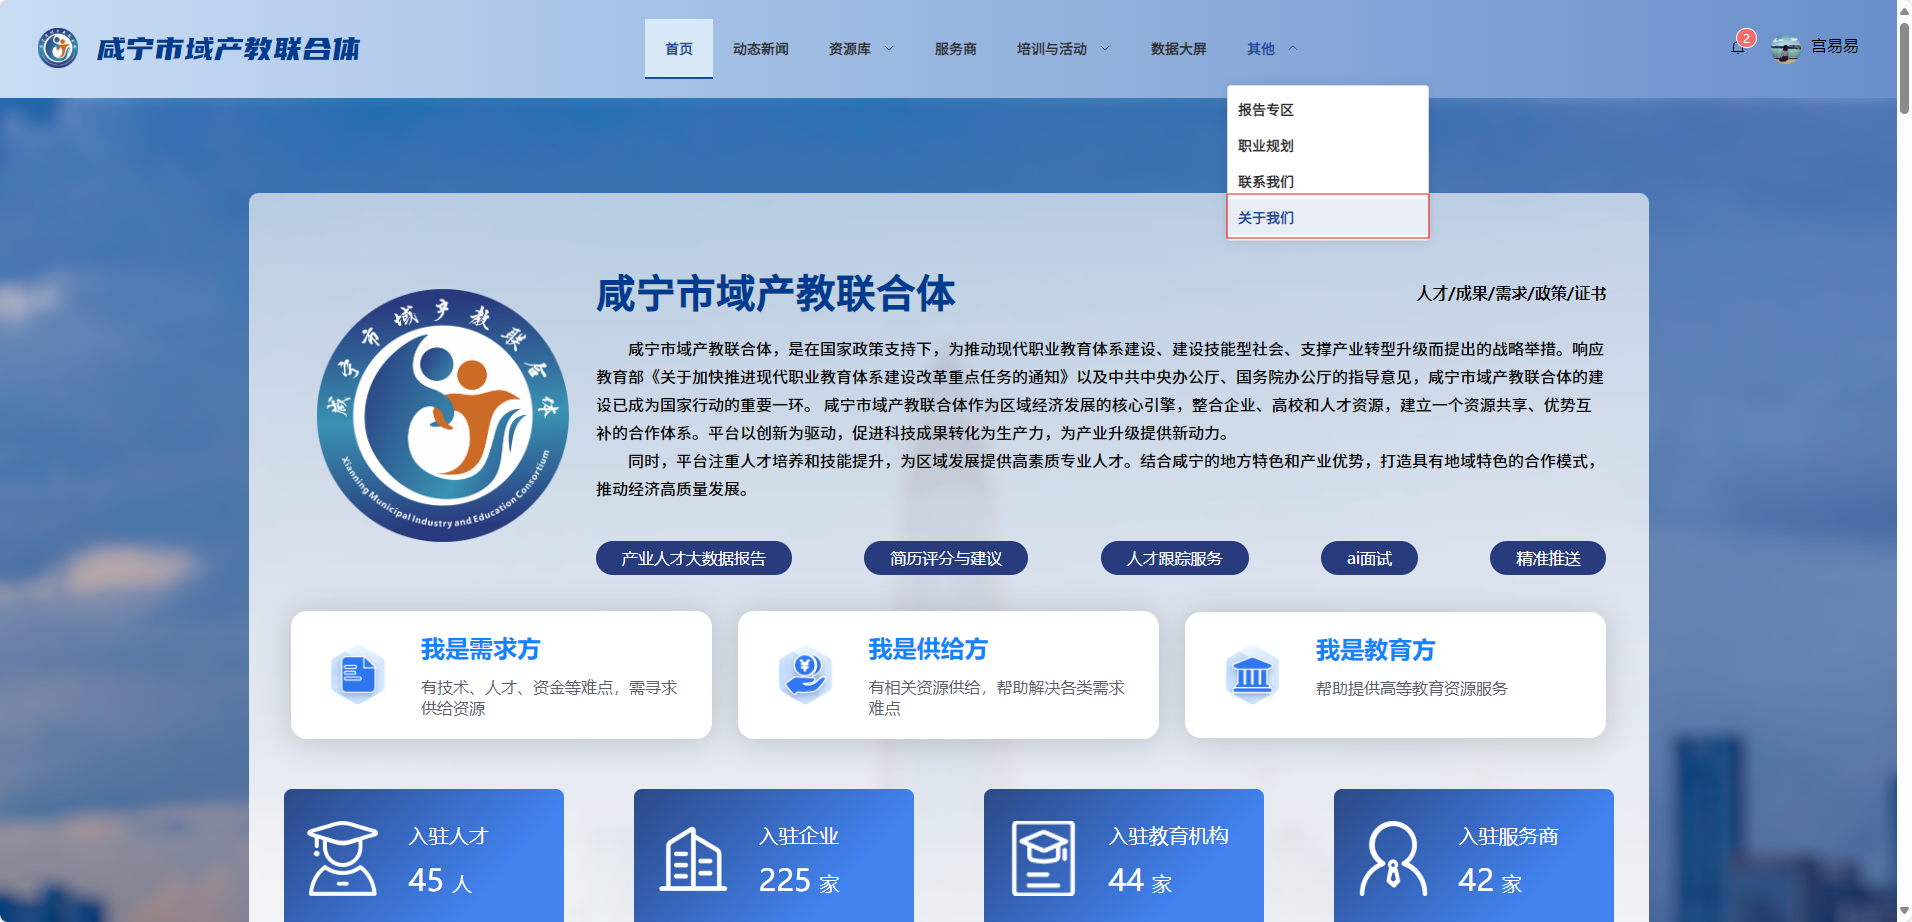 咸宁市域产教联合体
首页
动态新闻
资源库
服务商
培训与活动
数据大屏
其他
2
宫易易
报告专区
职业规划
联系我们
关于我们
咸宁市域产教联合体
Xianning Municipal Industry and Education Consortium
咸宁市域产教联合体
人才/成果/需求/政策/证书
咸宁市域产教联合体，是在国家政策支持下，为推动现代职业教育体系建设、建设技能型社会、支撑产业转型升级而提出的战略举措。响应
教育部《关于加快推进现代职业教育体系建设改革重点任务的通知》以及中共中央办公厅、国务院办公厅的指导意见，咸宁市域产教联合体的建
设已成为国家行动的重要一环。 咸宁市域产教联合体作为区域经济发展的核心引擎，整合企业、高校和人才资源，建立一个资源共享、优势互
补的合作体系。平台以创新为驱动，促进科技成果转化为生产力，为产业升级提供新动力。
同时，平台注重人才培养和技能提升，为区域发展提供高素质专业人才。结合咸宁的地方特色和产业优势，打造具有地域特色的合作模式，
推动经济高质量发展。
产业人才大数据报告
简历评分与建议
人才跟踪服务
ai面试
精准推送
我是需求方
有技术、人才、资金等难点，需寻求
供给资源
我是供给方
有相关资源供给，帮助解决各类需求
难点
我是教育方
帮助提供高等教育资源服务
入驻人才
45 人
入驻企业
225 家
入驻教育机构
44 家
入驻服务商
42 家